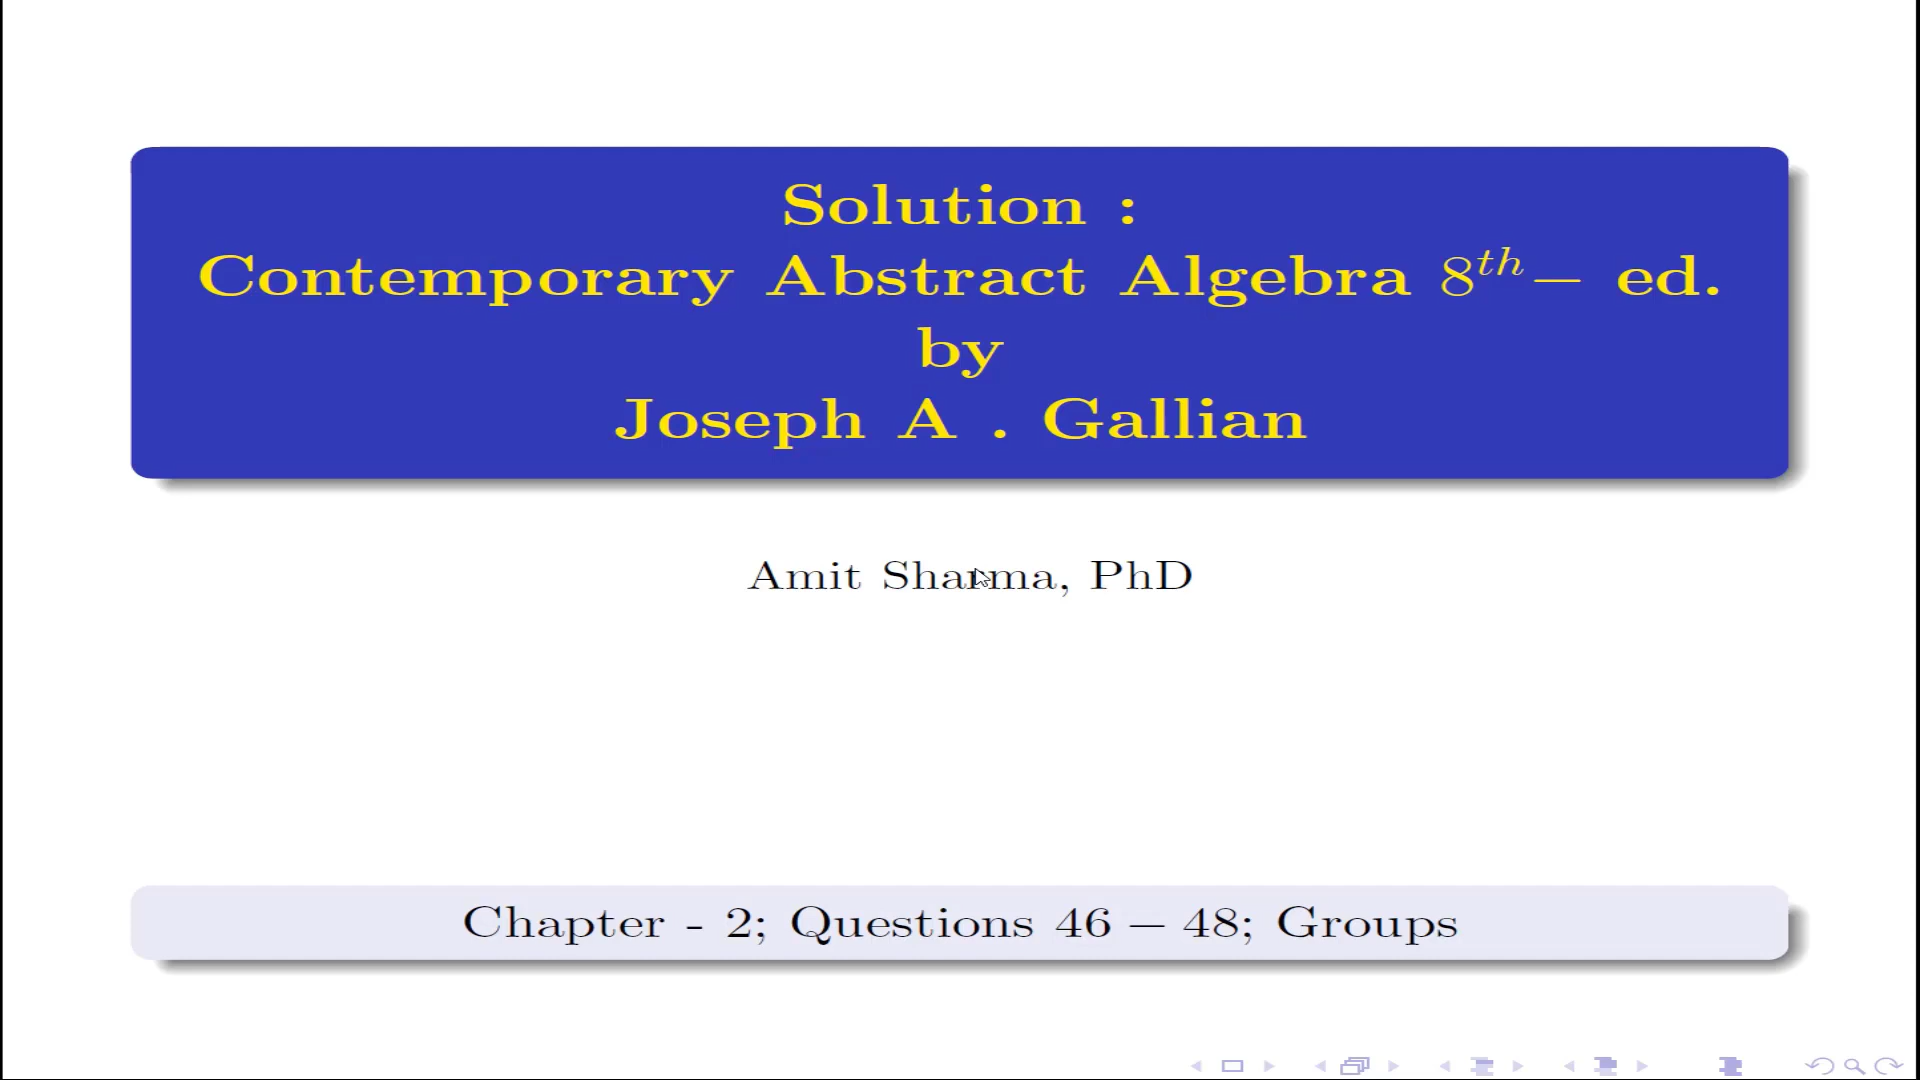 Solution :
Contemporary Abstract Algebra 8th− ed.
by
Joseph A . Gallian
Amit Sharma, PhD
Chapter - 2; Questions 46 − 48; Groups